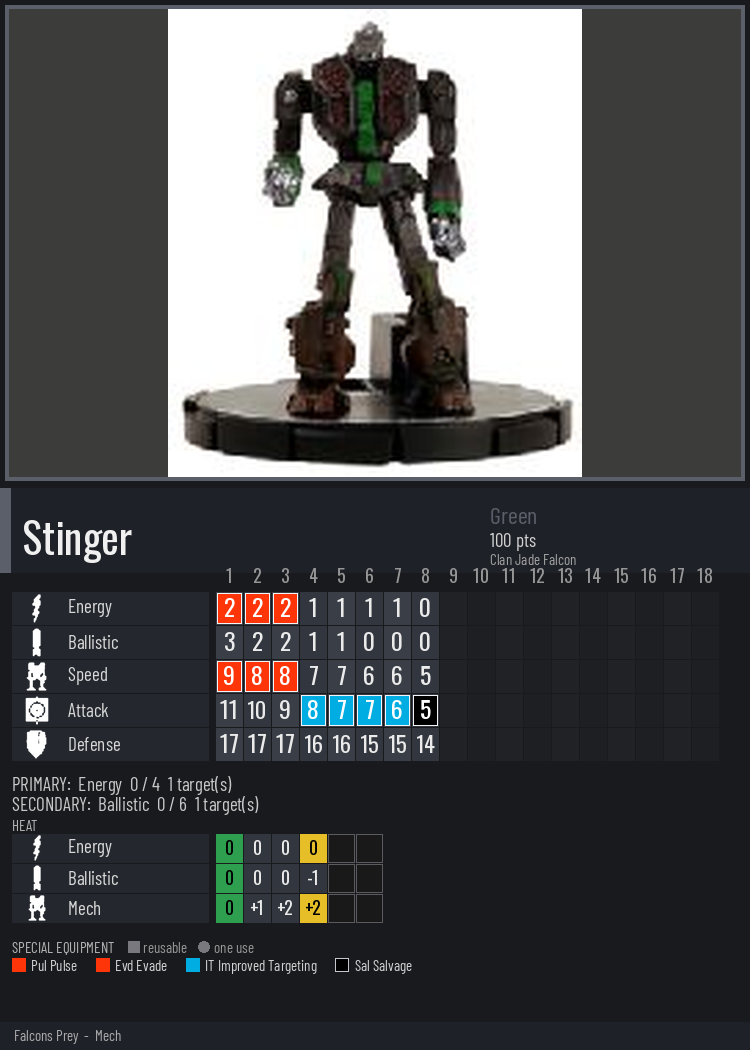 Stinger
Green
100 pts
Clan Jade Falcon
1 2 3 4 5 6 7 8 9 10 11 12 13 14 15 16 17 18
Energy 2 2 2 1 1 1 1 0
Ballistic 3 2 2 1 1 0 0 0
Speed 9 8 8 7 7 6 6 5
Attack 11 10 9 8 7 7 6 5
Defense 17 17 17 16 16 15 15 14
PRIMARY: Energy 0 / 4 1 target(s)
SECONDARY: Ballistic 0 / 6 1 target(s)
HEAT
Energy 0 0 0 0
Ballistic 0 0 0 -1
Mech 0 +1 +2 +2
SPECIAL EQUIPMENT reusable one use
Pul Pulse Evd Evade IT Improved Targeting Sal Salvage
Falcons Prey - Mech